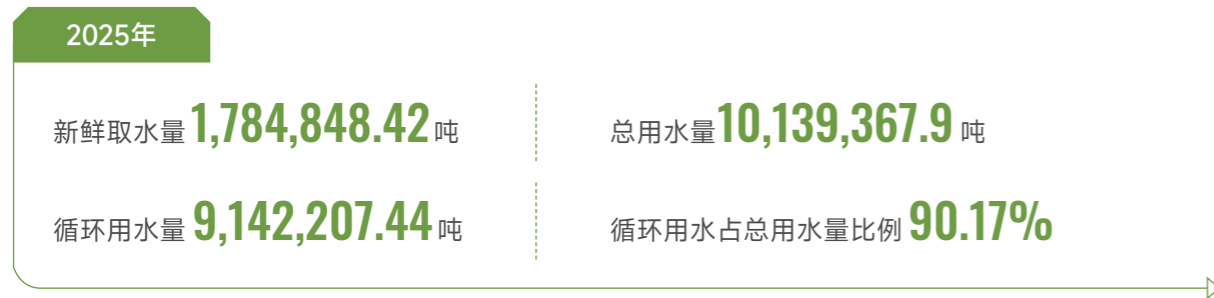 2025年
新鲜取水量 1,784,848.42 吨
总用水量 10,139,367.9 吨
循环用水量 9,142,207.44 吨
循环用水占总用水量比例 90.17%